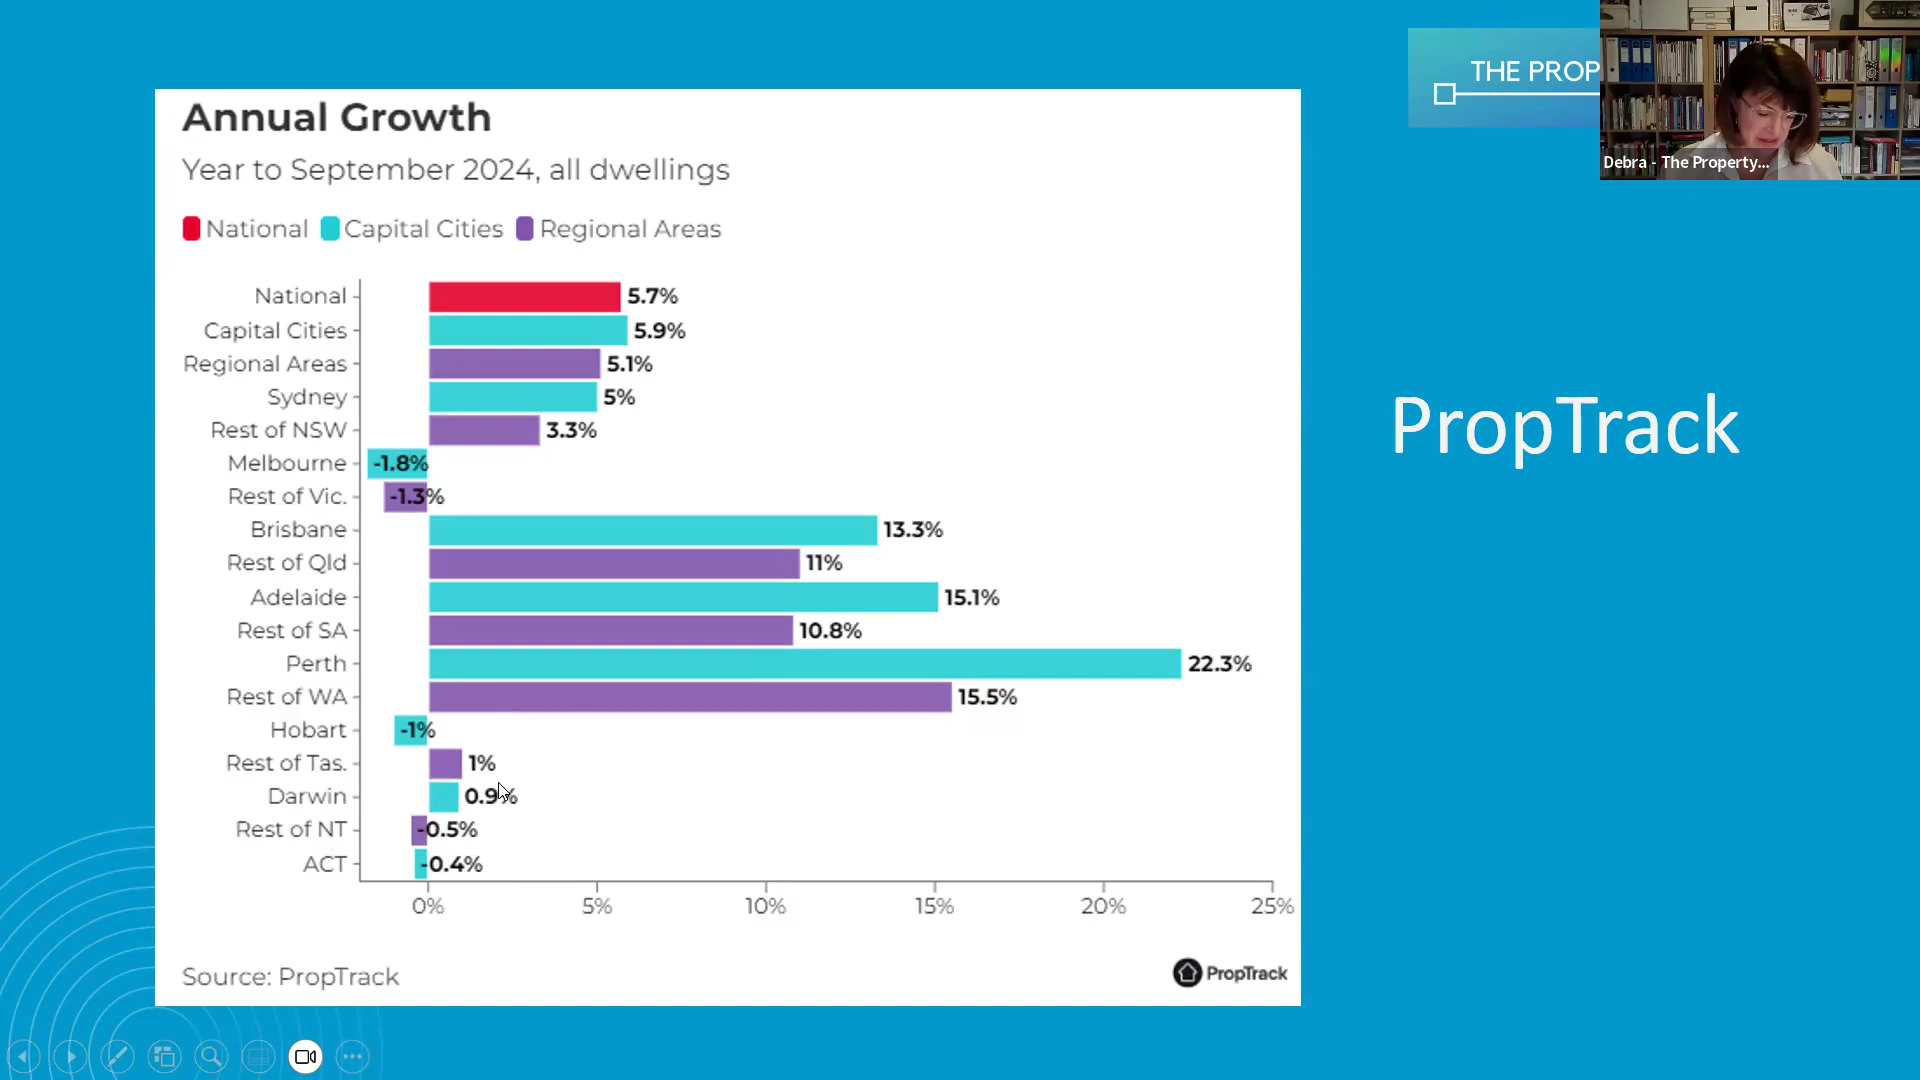 Annual Growth
Year to September 2024, all dwellings
National Capital Cities Regional Areas
National 5.7%
Capital Cities 5.9%
Regional Areas 5.1%
Sydney 5%
Rest of NSW 3.3%
Melbourne -1.8%
Rest of Vic. -1.3%
Brisbane 13.3%
Rest of Qld 11%
Adelaide 15.1%
Rest of SA 10.8%
Perth 22.3%
Rest of WA 15.5%
Hobart -1%
Rest of Tas. 1%
Darwin 0.9%
Rest of NT -0.5%
ACT -0.4%
0% 5% 10% 15% 20% 25%
Source: PropTrack
PropTrack
THE PROP
Debra - The Property...
PropTrack